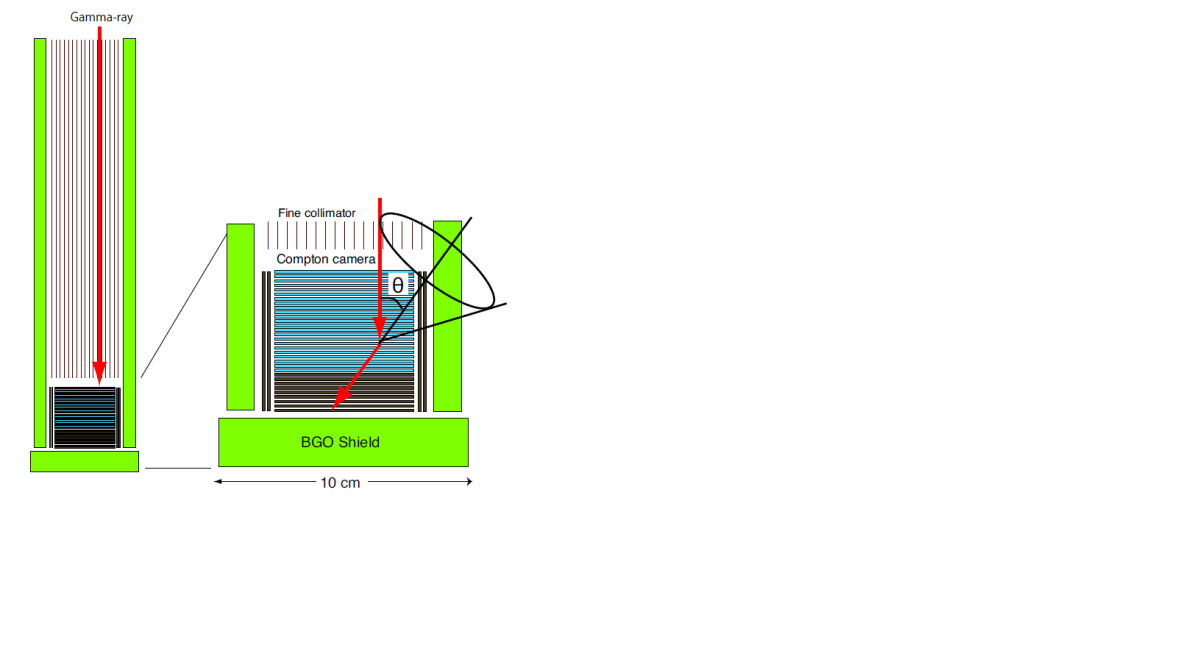 Gamma-ray
Fine collimator
Compton camera
θ
BGO Shield
10 cm